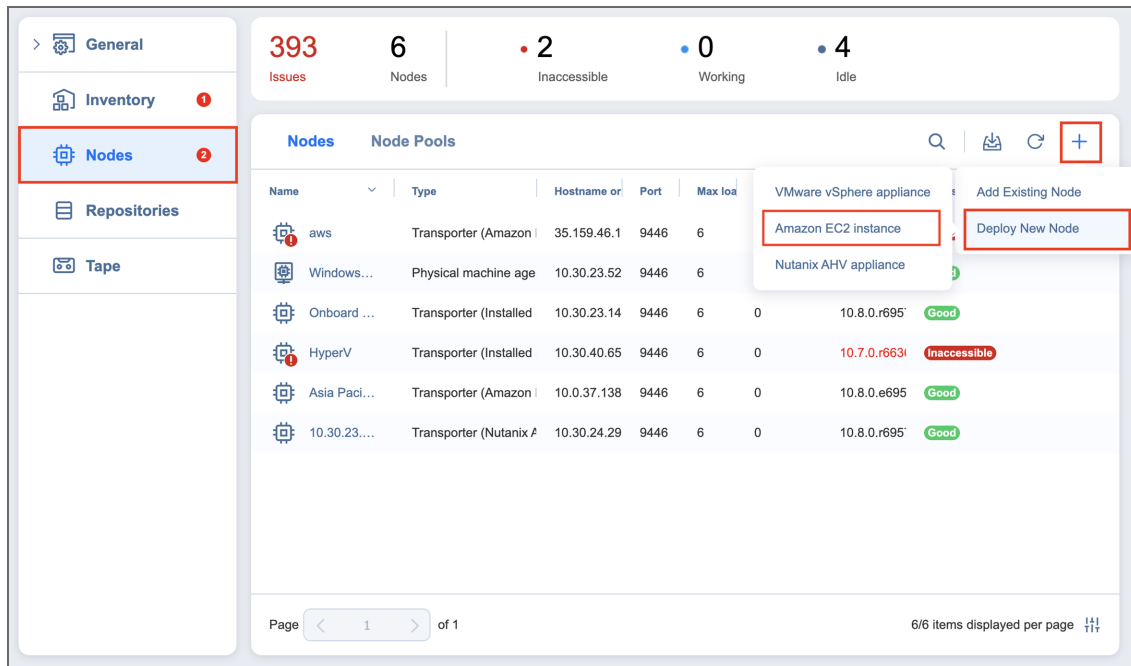 General
Inventory 1
Nodes 2
Repositories
Tape
393 6 2 0 4
Issues Nodes Inaccessible Working Idle
Nodes Node Pools
Name Type Hostname or Port Max loa
VMware vSphere appliance
Amazon EC2 instance
Nutanix AHV appliance
Add Existing Node
Deploy New Node
aws Transporter (Amazon 35.159.46.1 9446 6
Windows... Physical machine age 10.30.23.52 9446 6
Onboard ... Transporter (Installed 10.30.23.14 9446 6 0 10.8.0.r695 Good
HyperV Transporter (Installed 10.30.40.65 9446 6 0 10.7.0.r663 Inaccessible
Asia Paci... Transporter (Amazon 10.0.37.138 9446 6 0 10.8.0.e695 Good
10.30.23.... Transporter (Nutanix A 10.30.24.29 9446 6 0 10.8.0.r695 Good
Page 1 of 1
6/6 items displayed per page